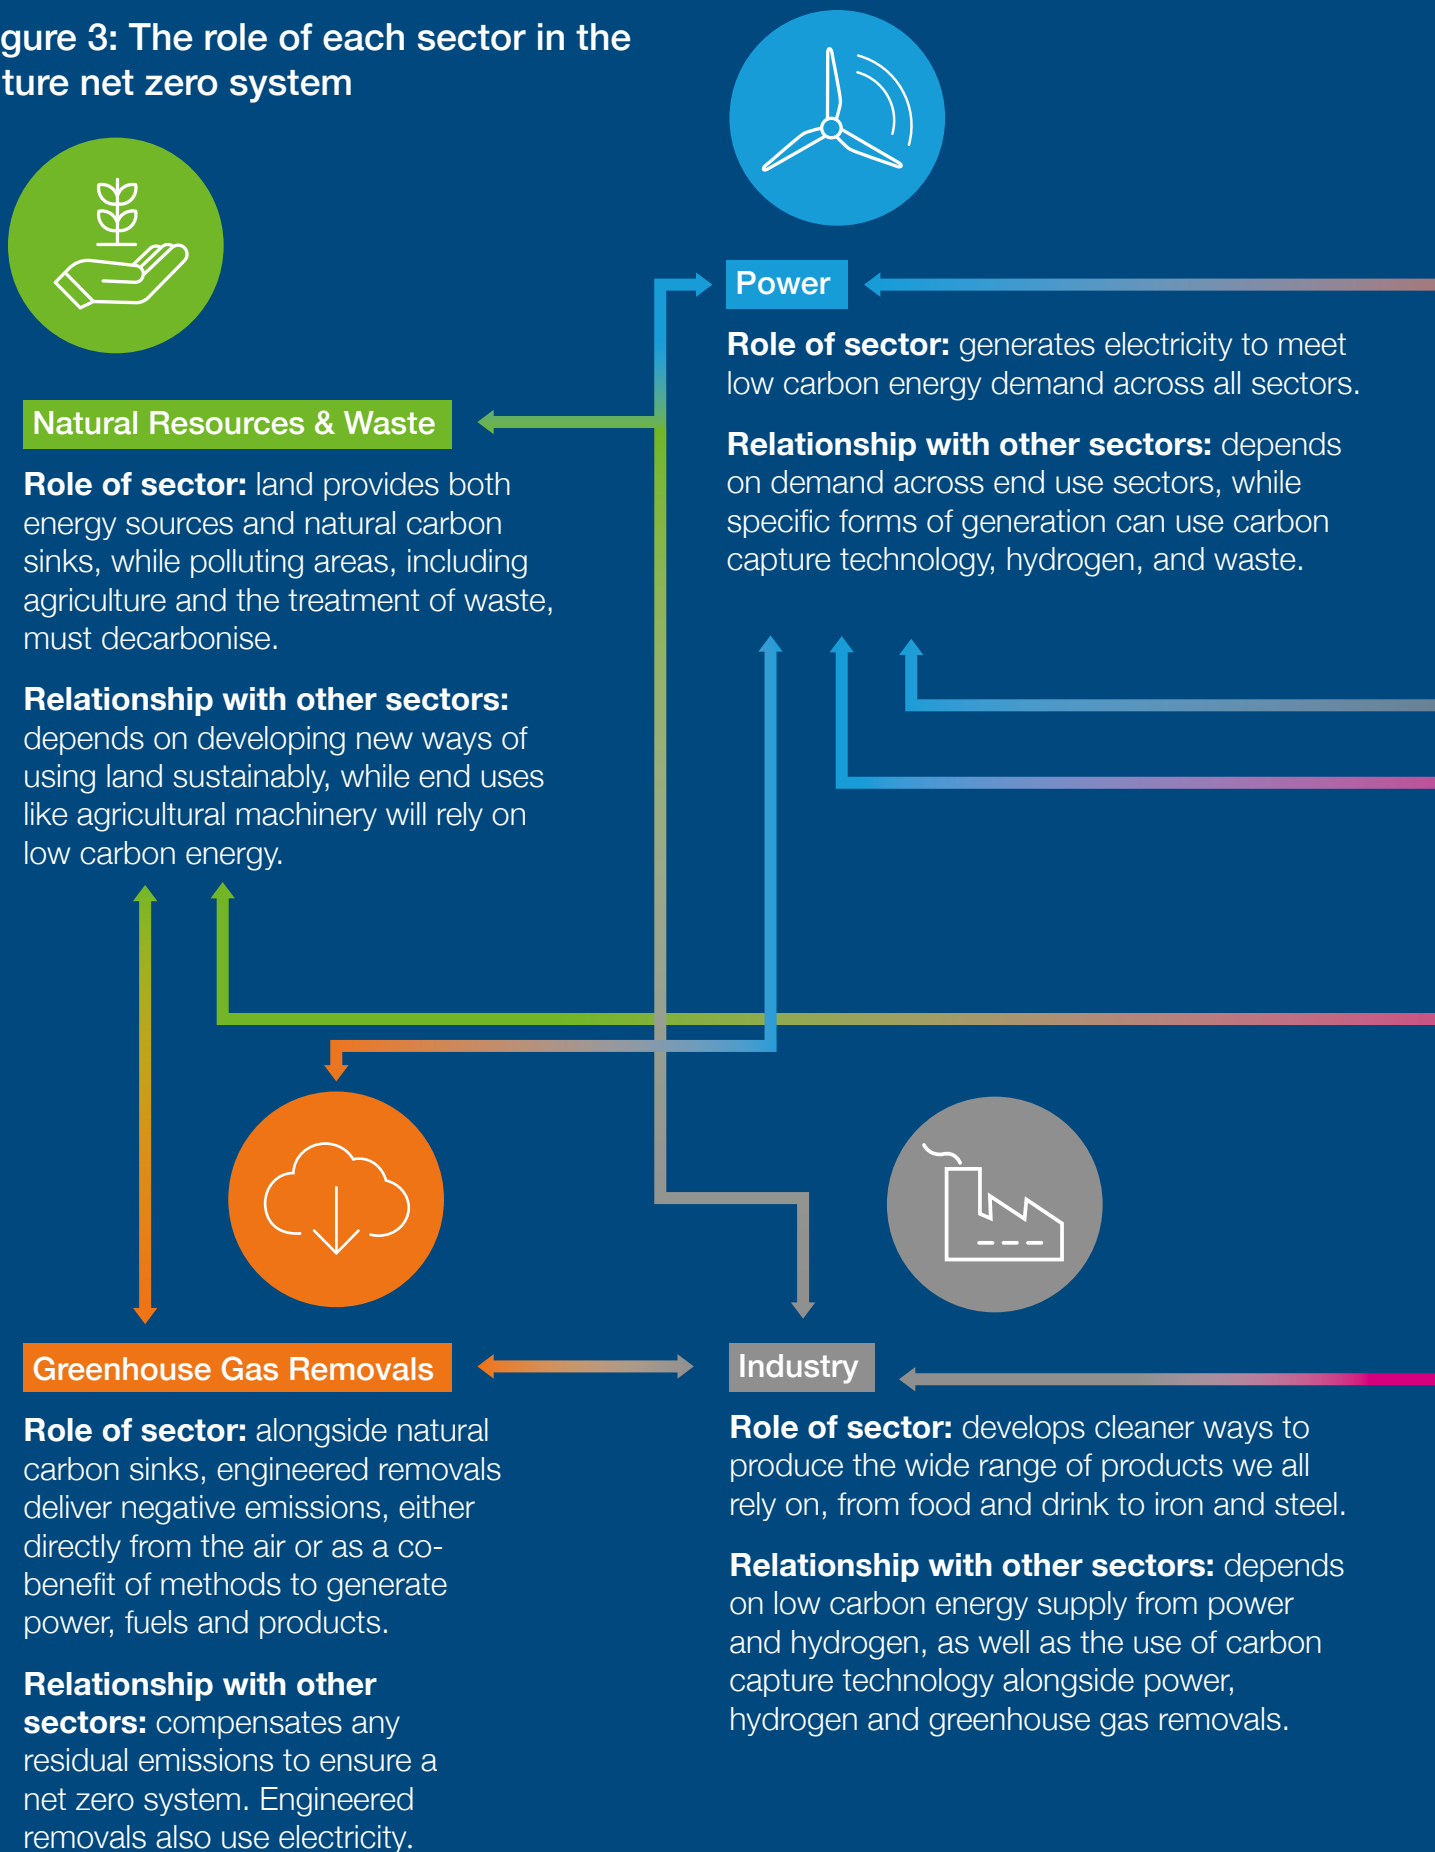 gure 3: The role of each sector in the
ture net zero system
Natural Resources & Waste
Role of sector: land provides both
energy sources and natural carbon
sinks, while polluting areas, including
agriculture and the treatment of waste,
must decarbonise.
Relationship with other sectors:
depends on developing new ways of
using land sustainably, while end uses
like agricultural machinery will rely on
low carbon energy.
Power
Role of sector: generates electricity to meet
low carbon energy demand across all sectors.
Relationship with other sectors: depends
on demand across end use sectors, while
specific forms of generation can use carbon
capture technology, hydrogen, and waste.
Greenhouse Gas Removals
Role of sector: alongside natural
carbon sinks, engineered removals
deliver negative emissions, either
directly from the air or as a co-
benefit of methods to generate
power, fuels and products.
Relationship with other
sectors: compensates any
residual emissions to ensure a
net zero system. Engineered
removals also use electricity.
Industry
Role of sector: develops cleaner ways to
produce the wide range of products we all
rely on, from food and drink to iron and steel.
Relationship with other sectors: depends
on low carbon energy supply from power
and hydrogen, as well as the use of carbon
capture technology alongside power,
hydrogen and greenhouse gas removals.